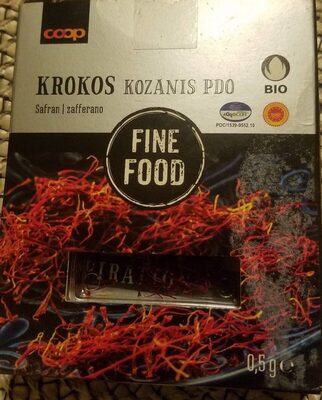 coop
KROKOS KOZANIS PDO
Safran | zafferano
BIO
FINE
FOOD
0,5g e